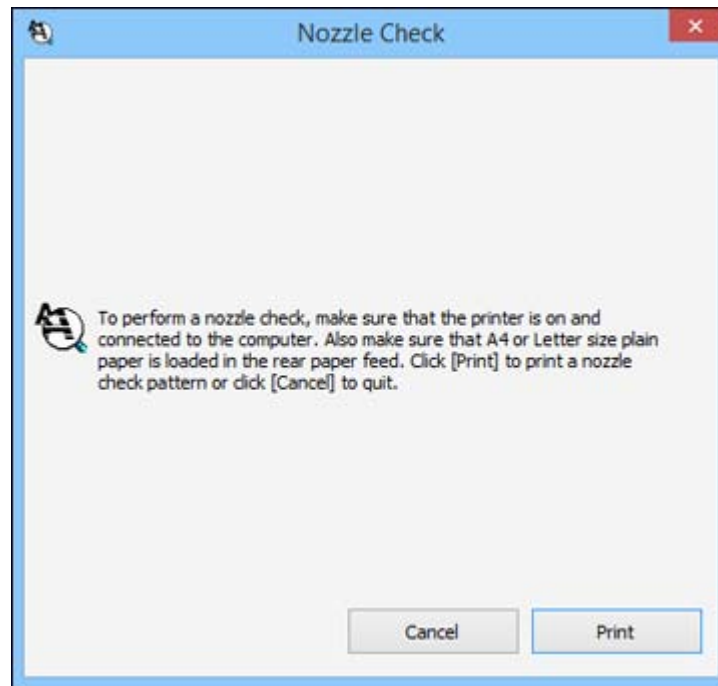 Nozzle Check
To perform a nozzle check, make sure that the printer is on and
connected to the computer. Also make sure that A4 or Letter size plain
paper is loaded in the rear paper feed. Click [Print] to print a nozzle
check pattern or click [Cancel] to quit.
Cancel
Print